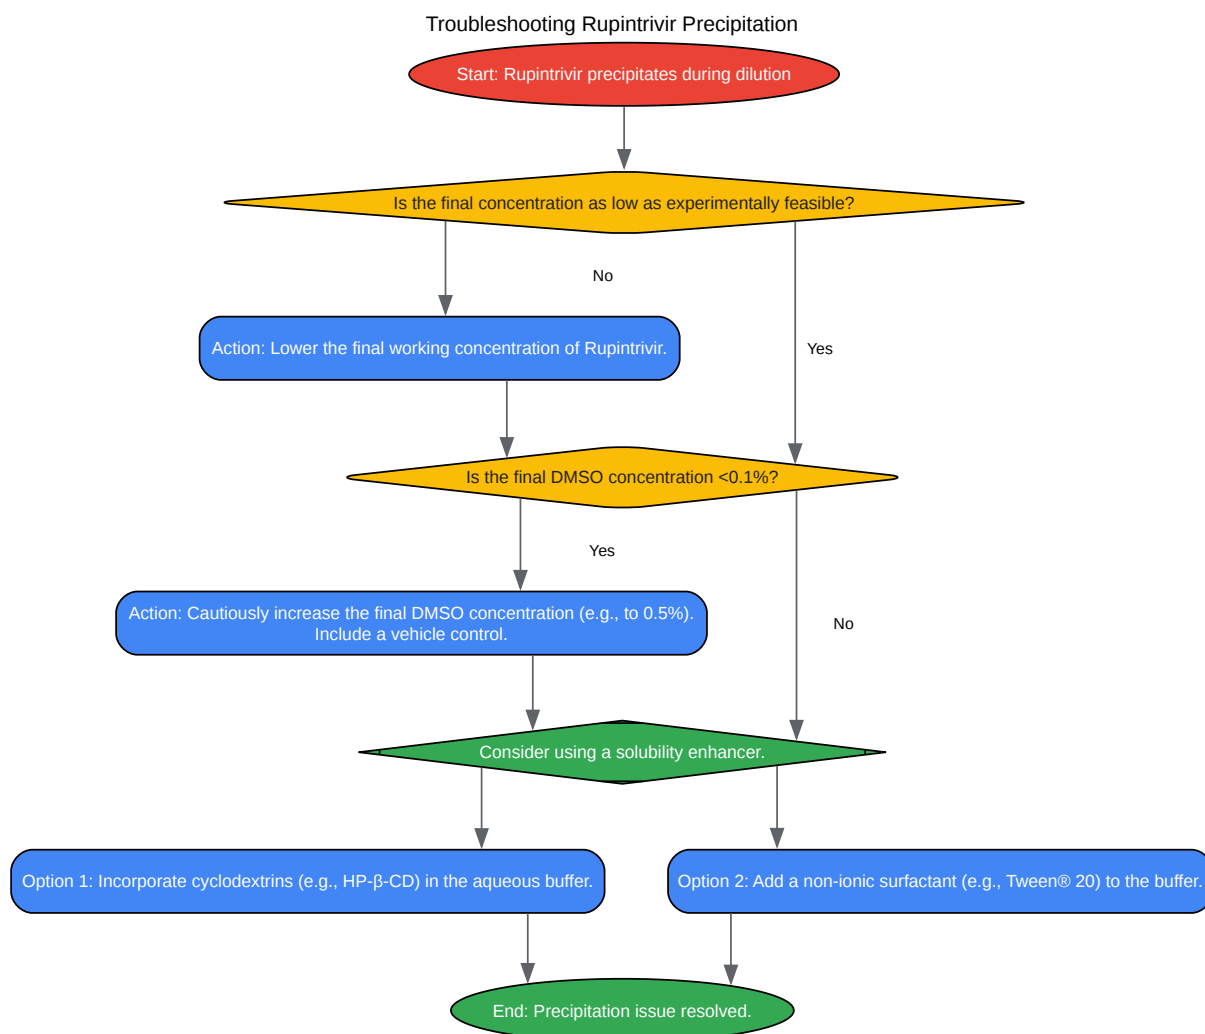 Troubleshooting Rupintrivir Precipitation
Start: Rupintrivir precipitates during dilution
Is the final concentration as low as experimentally feasible?
No
Action: Lower the final working concentration of Rupintrivir.
Yes
Is the final DMSO concentration <0.1%?
Yes
Action: Cautiously increase the final DMSO concentration (e.g., to 0.5%).
Include a vehicle control.
No
Consider using a solubility enhancer.
Option 1: Incorporate cyclodextrins (e.g., HP-β-CD) in the aqueous buffer.
Option 2: Add a non-ionic surfactant (e.g., Tween® 20) to the buffer.
End: Precipitation issue resolved.